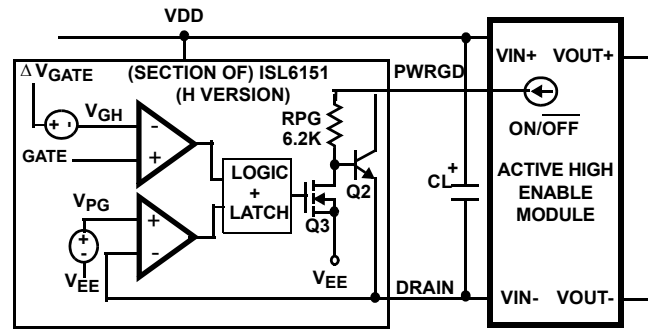 VDD
Δ VGATE
(SECTION OF) ISL6151
(H VERSION)
PWRGD
VIN+
VOUT+
VGH
+ -
RPG
6.2K
ON/OFF
-
GATE
+
LOGIC
+
LATCH
Q2
+
CL
ACTIVE HIGH
ENABLE
MODULE
VPG
+
Q3
+
-
-
VEE
VEE
DRAIN
VIN-
VOUT-